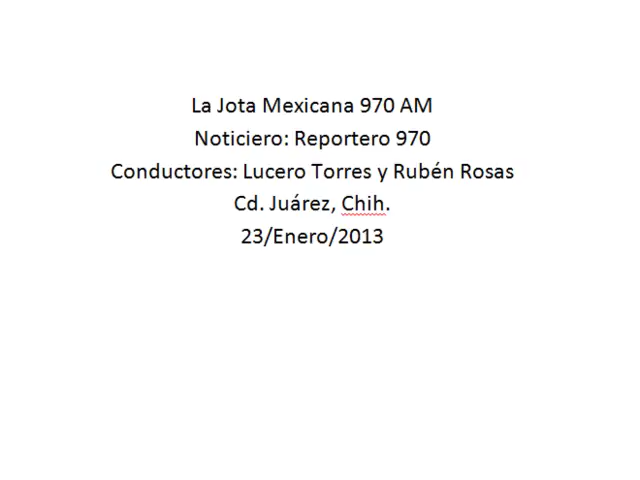 La Jota Mexicana 970 AM
Noticiero: Reportero 970
Conductores: Lucero Torres y Rubén Rosas
Cd. Juárez, Chih.
23/Enero/2013